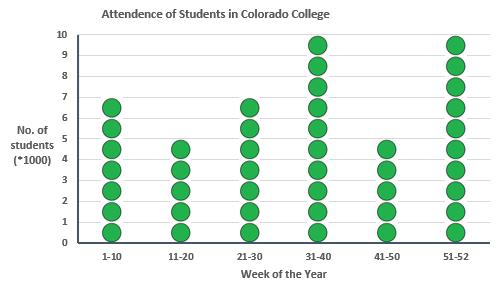 Attendence of Students in Colorado College
10
9
8
7
6
5
4
3
2
1
0
No. of
students
(*1000)
1-10 11-20 21-30 31-40 41-50 51-52
Week of the Year